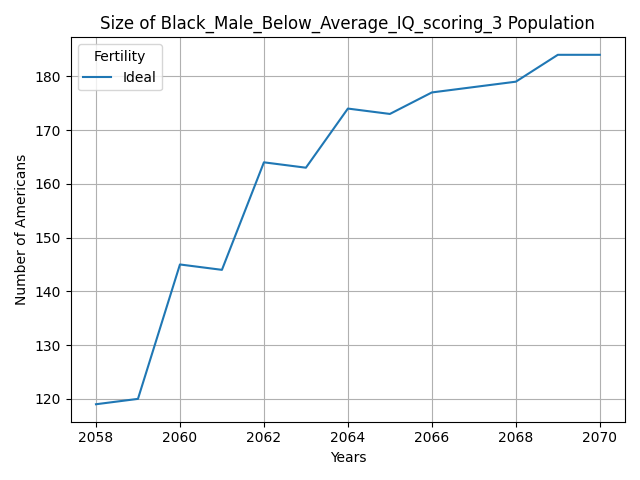 Size of Black_Male_Below_Average_IQ_scoring_3 Population
Fertility
Ideal
Number of Americans
180
170
160
150
140
130
120
2058 2060 2062 2064 2066 2068 2070
Years